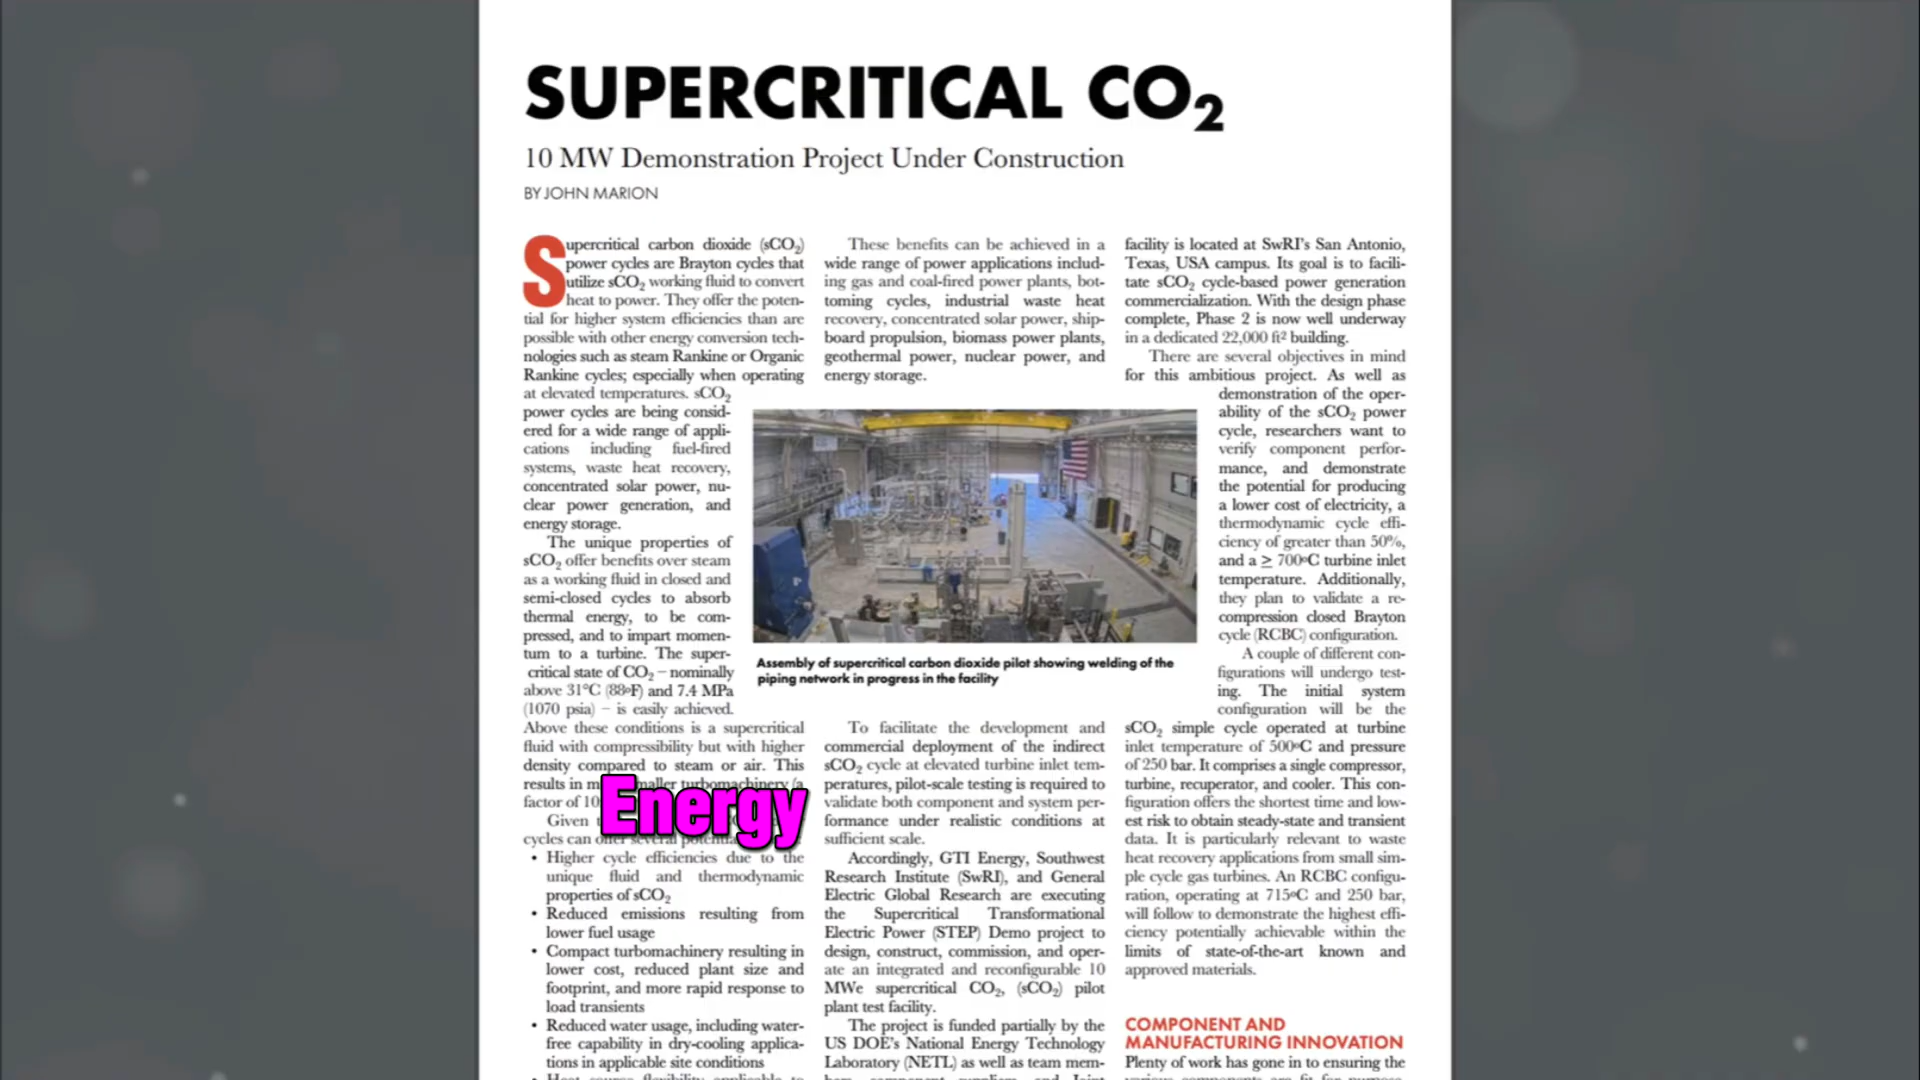 SUPERCRITICAL CO₂
10 MW Demonstration Project Under Construction
BY JOHN MARION
Supercritical carbon dioxide (sCO₂)
power cycles are Brayton cycles that
utilize sCO₂ working fluid to convert
heat to power. They offer the poten-
tial for higher system efficiencies than are
possible with other energy conversion tech-
nologies such as steam Rankine or Organic
Rankine cycles; especially when operating
at elevated temperatures. sCO₂
power cycles are being consid-
ered for a wide range of appli-
cations including fuel-fired
systems, waste heat recovery,
concentrated solar power, nu-
clear power generation, and
energy storage.
The unique properties of
sCO₂ offer benefits over steam
as a working fluid in closed and
semi-closed cycles to absorb
thermal energy, to be com-
pressed, and to impart momen-
tum to a turbine. The super-
critical state of CO₂ – nominally
above 31°C (88ºF) and 7.4 MPa
(1070 psia) – is easily achieved.
Above these conditions is a supercritical
fluid with compressibility but with higher
density compared to steam or air. This
results in turbomachinery (a
factor of
Given
cycles can offer several
• Higher cycle efficiencies due to the
unique fluid and thermodynamic
properties of sCO₂
• Reduced emissions resulting from
lower fuel usage
• Compact turbomachinery resulting in
lower cost, reduced plant size and
footprint, and more rapid response to
load transients
• Reduced water usage, including water-
free capability in dry-cooling applica-
tions in applicable site conditions
Energy
These benefits can be achieved in a
wide range of power applications includ-
ing gas and coal-fired power plants, bot-
toming cycles, industrial waste heat
recovery, concentrated solar power, ship-
board propulsion, biomass power plants,
geothermal power, nuclear power, and
energy storage.
Assembly of supercritical carbon dioxide pilot showing welding of the
piping network in progress in the facility
To facilitate the development and
commercial deployment of the indirect
sCO₂ cycle at elevated turbine inlet tem-
peratures, pilot-scale testing is required to
validate both component and system per-
formance under realistic conditions at
sufficient scale.
Accordingly, GTI Energy, Southwest
Research Institute (SwRI), and General
Electric Global Research are executing
the Supercritical Transformational
Electric Power (STEP) Demo project to
design, construct, commission, and oper-
ate an integrated and reconfigurable 10
MWe supercritical CO₂, (sCO₂) pilot
plant test facility.
The project is funded partially by the
US DOE's National Energy Technology
Laboratory (NETL) as well as team mem-
facility is located at SwRI's San Antonio,
Texas, USA campus. Its goal is to facili-
tate sCO₂ cycle-based power generation
commercialization. With the design phase
complete, Phase 2 is now well underway
in a dedicated 22,000 ft² building.
There are several objectives in mind
for this ambitious project. As well as
demonstration of the oper-
ability of the sCO₂ power
cycle, researchers want to
verify component perfor-
mance, and demonstrate
the potential for producing
a lower cost of electricity, a
thermodynamic cycle effi-
ciency of greater than 50%,
and a ≥ 700ºC turbine inlet
temperature. Additionally,
they plan to validate a re-
compression closed Brayton
cycle (RCBC) configuration.
A couple of different con-
figurations will undergo test-
ing. The initial system
configuration will be the
sCO₂ simple cycle operated at turbine
inlet temperature of 500ºC and pressure
of 250 bar. It comprises a single compressor,
turbine, recuperator, and cooler. This con-
figuration offers the shortest time and low-
est risk to obtain steady-state and transient
data. It is particularly relevant to waste
heat recovery applications from small sim-
ple cycle gas turbines. An RCBC configu-
ration, operating at 715ºC and 250 bar,
will follow to demonstrate the highest effi-
ciency potentially achievable within the
limits of state-of-the-art known and
approved materials.
COMPONENT AND
MANUFACTURING INNOVATION
Plenty of work has gone in to ensuring the